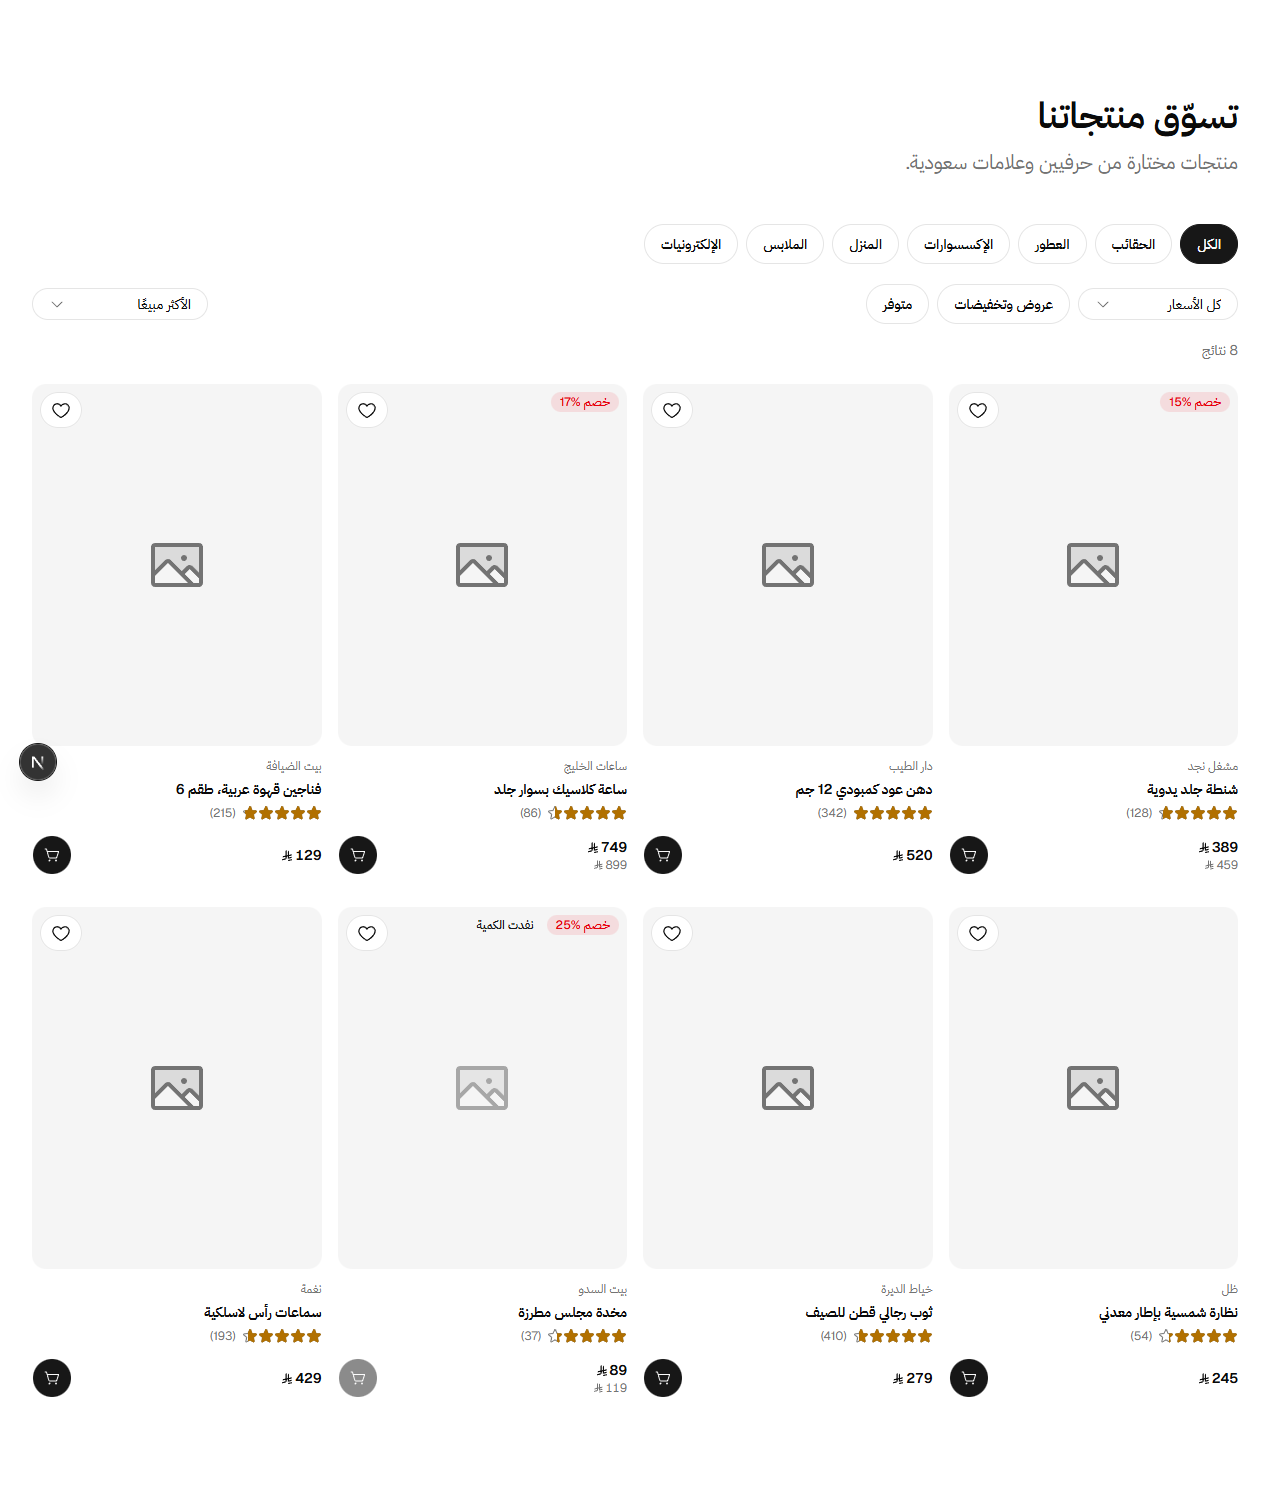 تسوّق منتجاتنا
منتجات مختارة من حرفيين وعلامات سعودية.
الكل
الحقائب
العطور
الإكسسوارات
المنزل
الملابس
الإلكترونيات
كل الأسعار
عروض وتخفيضات
متوفر
الأكثر مبيعًا
8 نتائج
خصم 15%
مشغل نجد
شنطة جلد يدوية
(128)
389
459
دار الطيب
دهن عود كمبودي 12 جم
(342)
520
خصم 17%
ساعات الخليج
ساعة كلاسيك بسوار جلد
(86)
749
899
بيت الضيافة
فناجين قهوة عربية، طقم 6
(215)
129
N
ظل
نظارة شمسية بإطار معدني
(54)
245
خياط الديرة
ثوب رجالي قطن للصيف
(410)
279
خصم 25%
نفدت الكمية
بيت السدو
مخدة مجلس مطرزة
(37)
89
119
نغمة
سماعات رأس لاسلكية
(193)
429